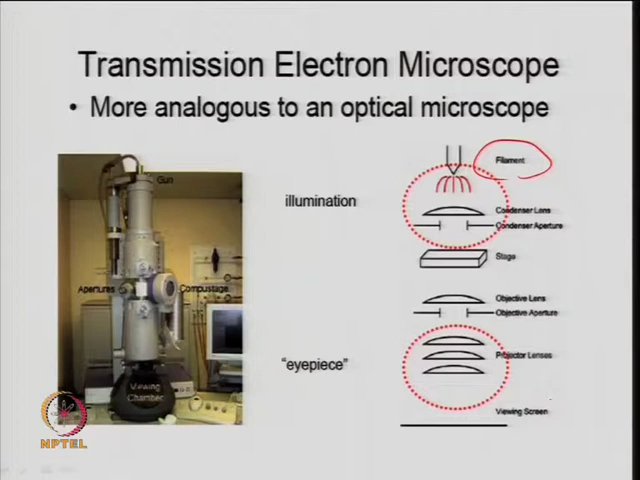 Transmission Electron Microscope
• More analogous to an optical microscope
Gun
Apertures
Compustage
Viewing
Chamber
illumination
"eyepiece"
Filament
Condenser Lens
Condenser Aperture
Stage
Objective Lens
Objective Aperture
Projector Lenses
Viewing Screen
NPTEL